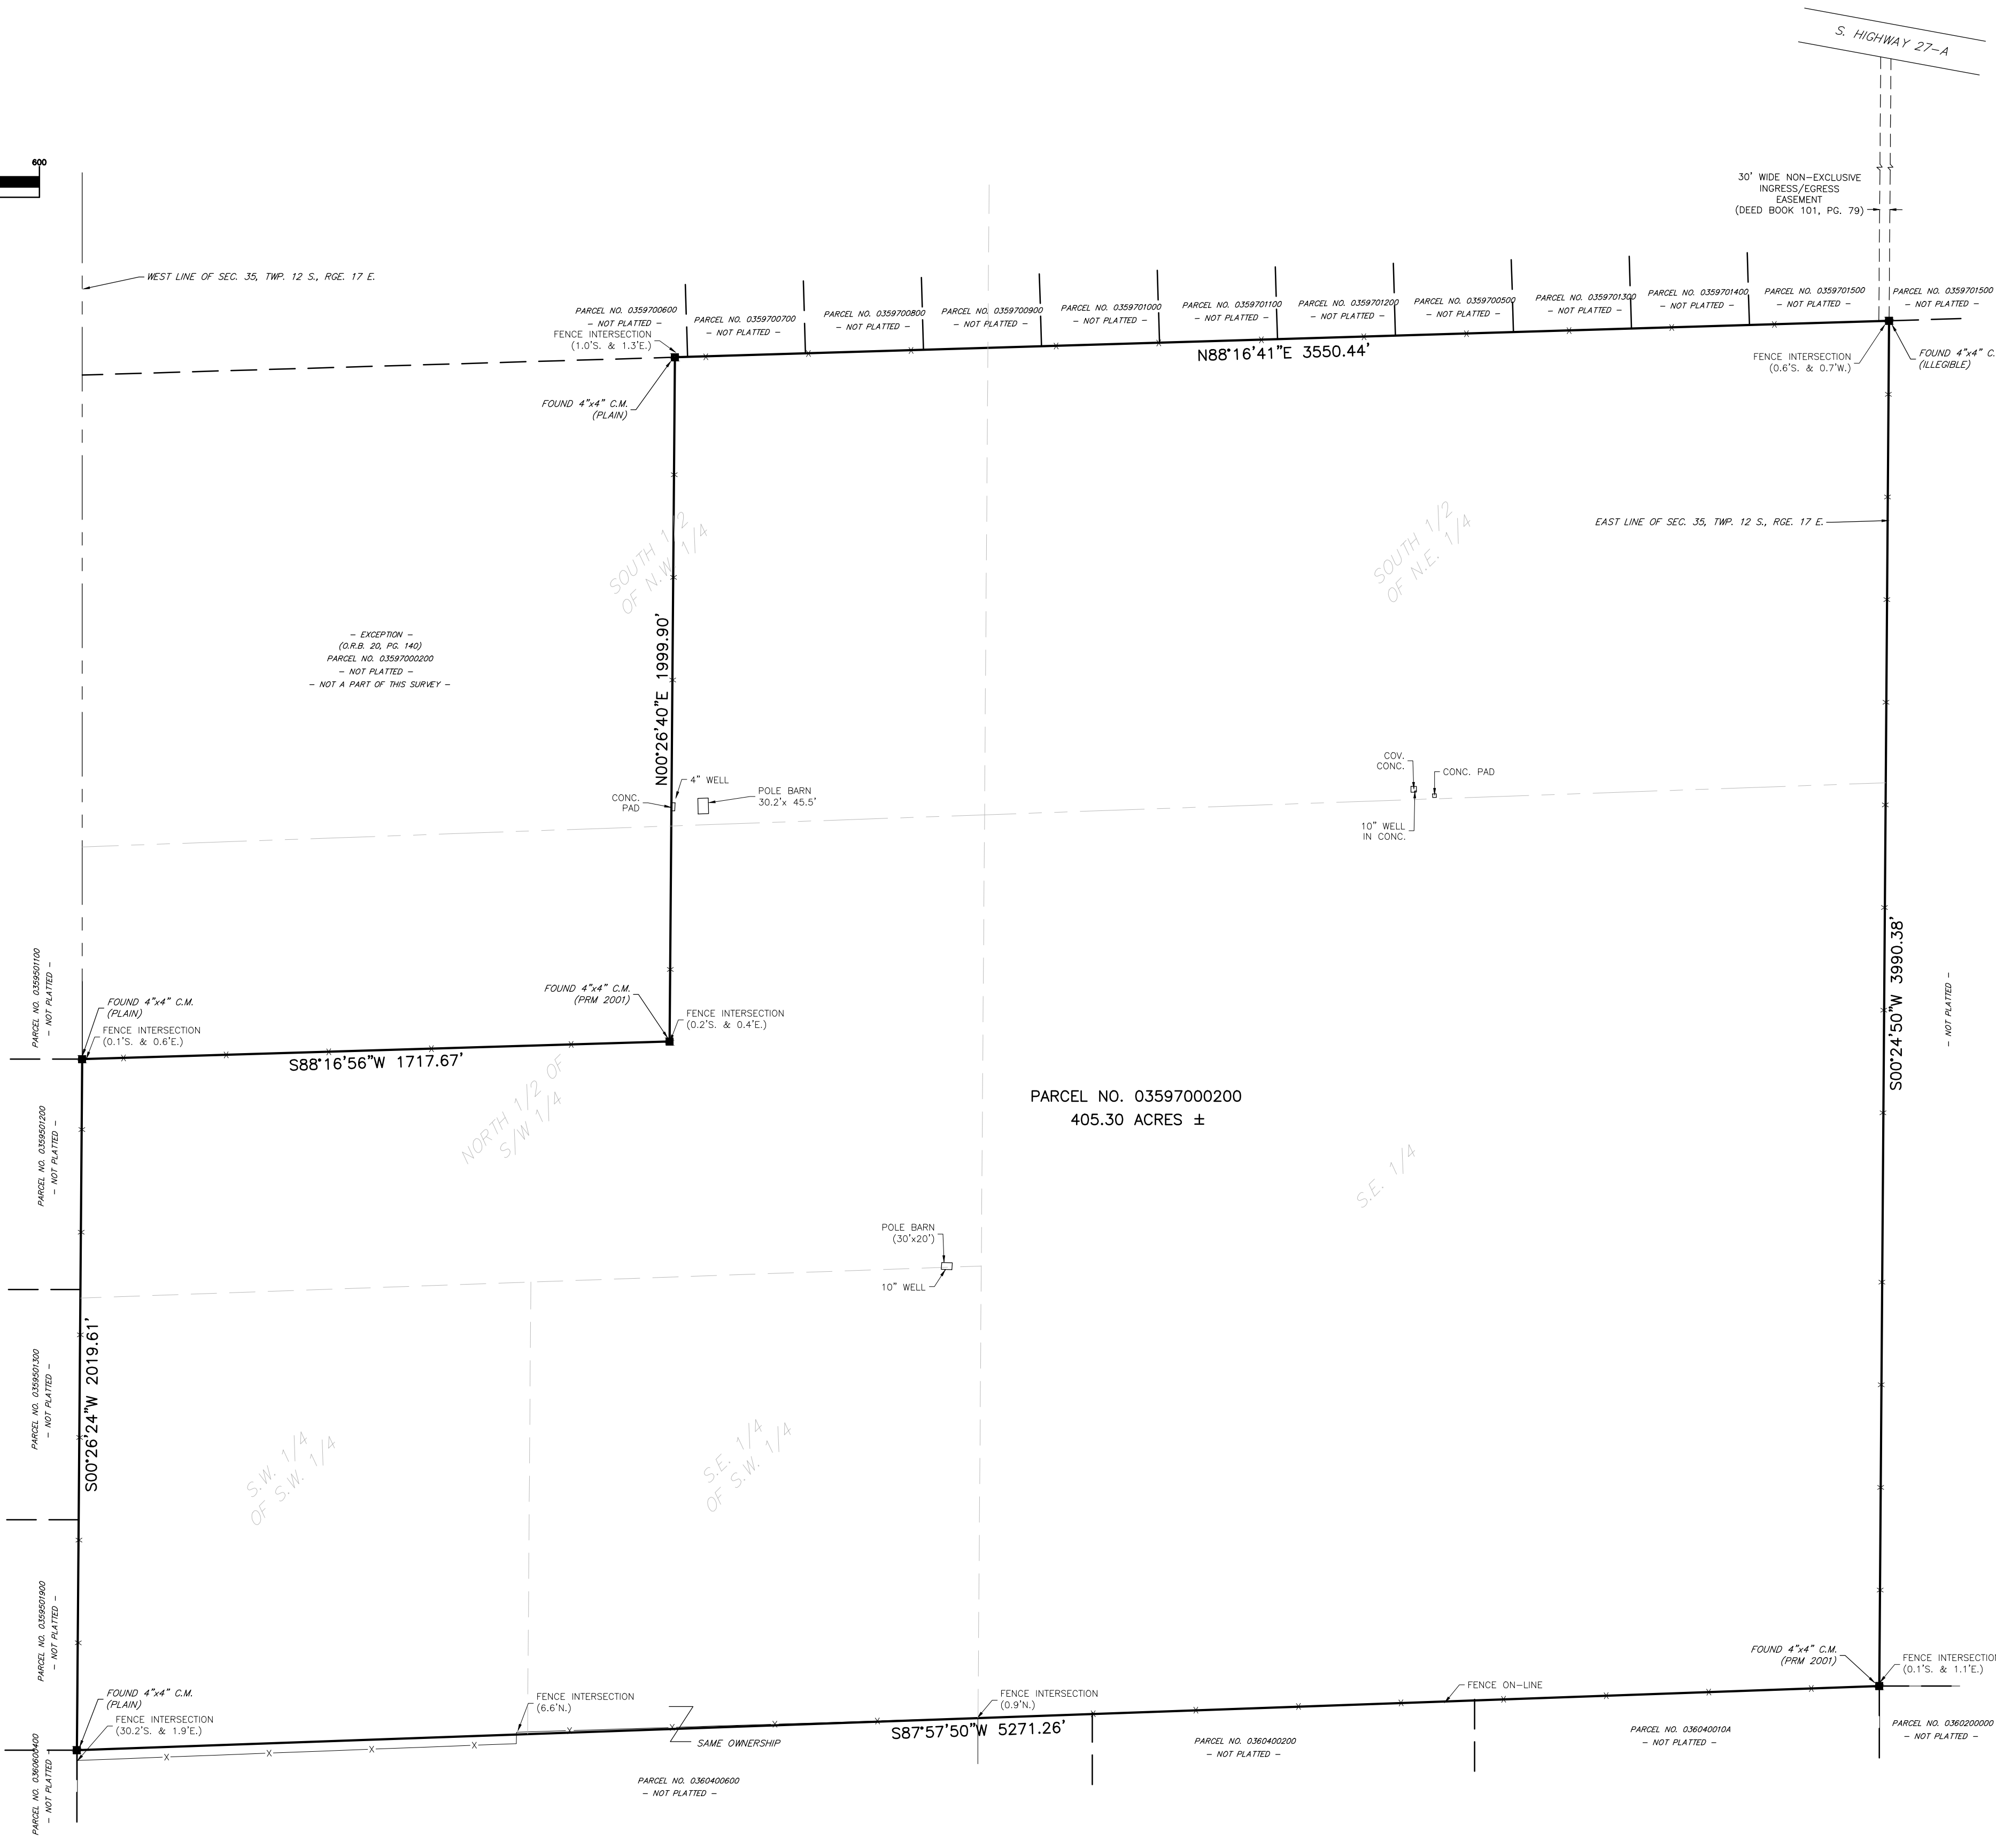 S. HIGHWAY 27-A
600
30' WIDE NON-EXCLUSIVE
INGRESS/EGRESS
EASEMENT
(DEED BOOK 101, PG. 79)
WEST LINE OF SEC. 35, TWP. 12 S., RGE. 17 E.
PARCEL NO. 0359700600
- NOT PLATTED -
FENCE INTERSECTION
(1.0'S. & 1.3'E.)
PARCEL NO. 0359700700
- NOT PLATTED -
PARCEL NO. 0359700800
- NOT PLATTED -
PARCEL NO. 0359700900
- NOT PLATTED -
PARCEL NO. 0359701000
- NOT PLATTED -
PARCEL NO. 0359701100
- NOT PLATTED -
PARCEL NO. 0359701200
- NOT PLATTED -
PARCEL NO. 0359700500
- NOT PLATTED -
PARCEL NO. 0359701300
- NOT PLATTED -
PARCEL NO. 0359701400
- NOT PLATTED -
PARCEL NO. 0359701500
- NOT PLATTED -
PARCEL NO. 0359701500
- NOT PLATTED -
N88°16'41"E 3550.44'
FENCE INTERSECTION
(0.6'S. & 0.7'W.)
FOUND 4"x4" C.
(ILLEGIBLE)
FOUND 4"x4" C.M.
(PLAIN)
SOUTH 1/2
OF N.W. 1/4
SOUTH 1/2
OF N.E. 1/4
EAST LINE OF SEC. 35, TWP. 12 S., RGE. 17 E.
- EXCEPTION -
(O.R.B. 20, PG. 140)
PARCEL NO. 03597000200
- NOT PLATTED -
- NOT A PART OF THIS SURVEY -
N00°26'40"E 1999.90'
4" WELL
CONC.
PAD
POLE BARN
30.2'x 45.5'
COV.
CONC.
CONC. PAD
10" WELL
IN CONC.
S00°24'50"W 3990.38'
- NOT PLATTED -
PARCEL NO. 0359501100
- NOT PLATTED -
FOUND 4"x4" C.M.
(PLAIN)
FENCE INTERSECTION
(0.1'S. & 0.6'E.)
FOUND 4"x4" C.M.
(PRM 2001)
FENCE INTERSECTION
(0.2'S. & 0.4'E.)
S88°16'56"W 1717.67'
NORTH 1/2 OF
S/W 1/4
PARCEL NO. 03597000200
405.30 ACRES ±
PARCEL NO. 0359501200
- NOT PLATTED -
S.E. 1/4
POLE BARN
(30'x20')
10" WELL
S00°26'24"W 2019.61'
PARCEL NO. 0359501300
- NOT PLATTED -
S.W. 1/4
OF S.W. 1/4
S.E. 1/4
OF S.W. 1/4
PARCEL NO. 0359501900
- NOT PLATTED -
FOUND 4"x4" C.M.
(PLAIN)
FENCE INTERSECTION
(30.2'S. & 1.9'E.)
FENCE INTERSECTION
(6.6'N.)
SAME OWNERSHIP
FENCE INTERSECTION
(0.9'N.)
S87°57'50"W 5271.26'
FENCE ON-LINE
FOUND 4"x4" C.M.
(PRM 2001)
FENCE INTERSECTION
(0.1'S. & 1.1'E.)
PARCEL NO. 0360600400
- NOT PLATTED
PARCEL NO. 0360400600
- NOT PLATTED -
PARCEL NO. 0360400200
- NOT PLATTED -
PARCEL NO. 036040010A
- NOT PLATTED -
PARCEL NO. 0360200000
- NOT PLATTED -